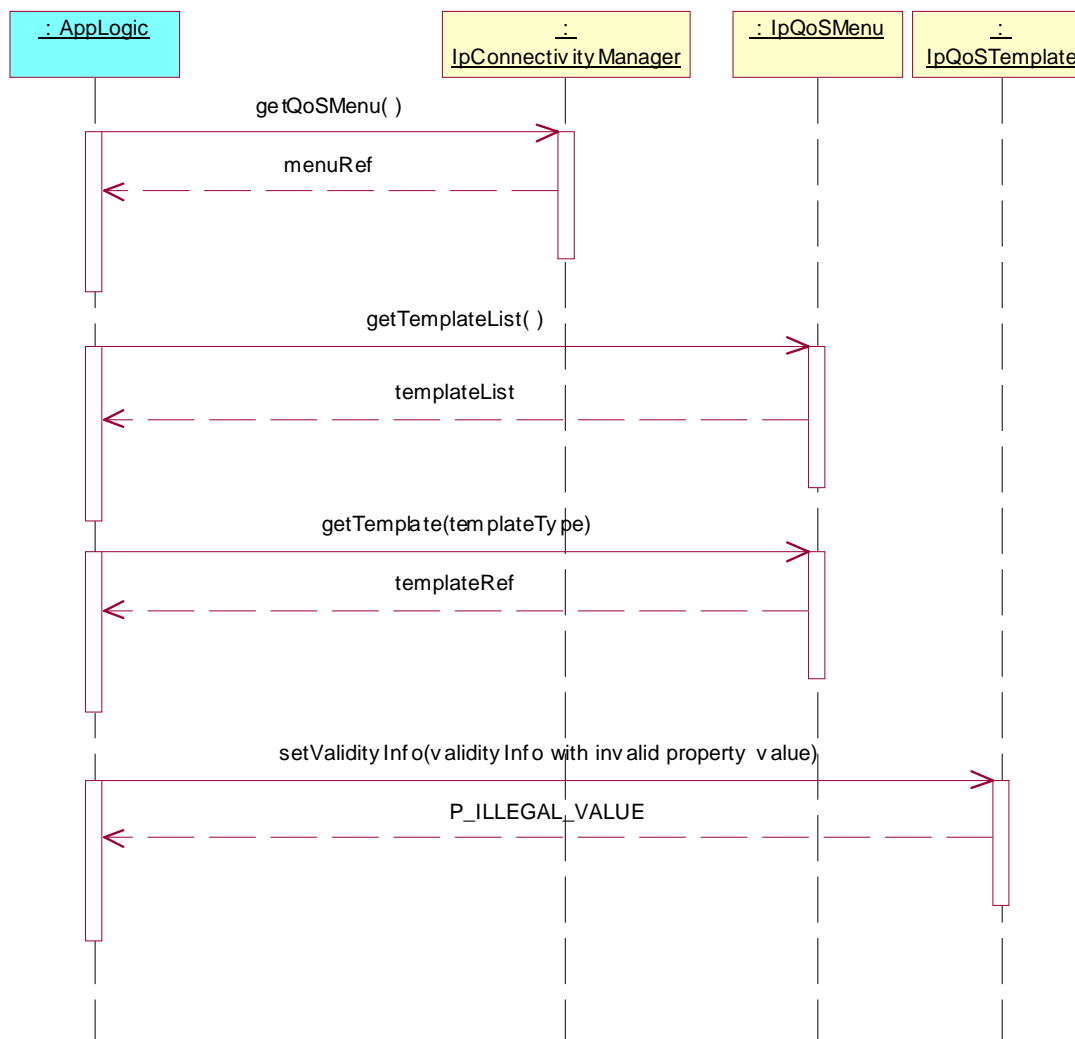 : AppLogic
:
IpConnectivityManager
: IpQoSMenu
:
IpQoSTemplate
getQoSMenu( )
menuRef
getTemplateList( )
templateList
getTemplate(templateType)
templateRef
setValidityInfo(validityInfo with invalid property value)
P_ILLEGAL_VALUE